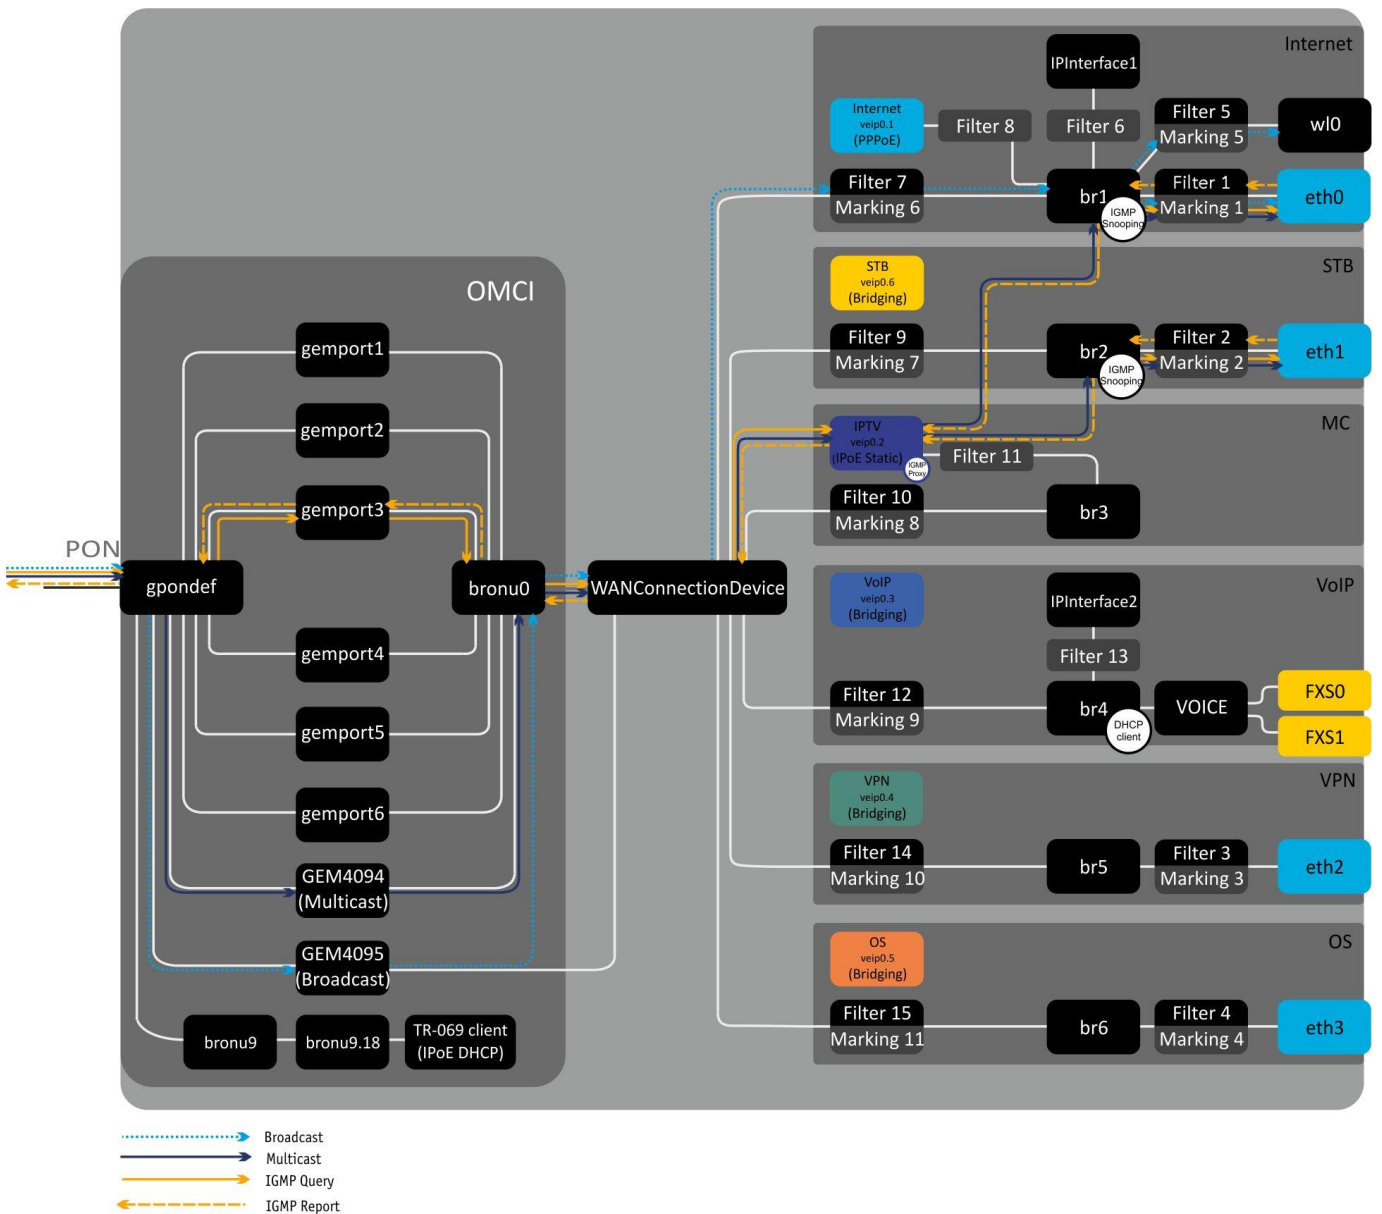 Internet
IPInterface1
Internet
veip0.1
(PPPoE)
Filter 8
Filter 6
Filter 5
Marking 5
wl0
Filter 7
Marking 6
br1
IGMP
Snooping
Filter 1
Marking 1
eth0
STB
STB
veip0.6
(Bridging)
Filter 9
Marking 7
br2
IGMP
Snooping
Filter 2
Marking 2
eth1
MC
IPTV
veip0.2
(IPoE Static)
IGMP
Proxy
Filter 11
Filter 10
Marking 8
br3
OMCI
gemport1
gemport2
gemport3
PON
gpondef
bronu0
WANConnectionDevice
gemport4
gemport5
gemport6
GEM4094
(Multicast)
GEM4095
(Broadcast)
bronu9
bronu9.18
TR-069 client
(IPoE DHCP)
VoIP
VoIP
veip0.3
(Bridging)
IPInterface2
Filter 13
Filter 12
Marking 9
br4
DHCP
client
VOICE
FXS0
FXS1
VPN
VPN
veip0.4
(Bridging)
Filter 14
Marking 10
br5
Filter 3
Marking 3
eth2
OS
OS
veip0.5
(Bridging)
Filter 15
Marking 11
br6
Filter 4
Marking 4
eth3
Broadcast
Multicast
IGMP Query
IGMP Report